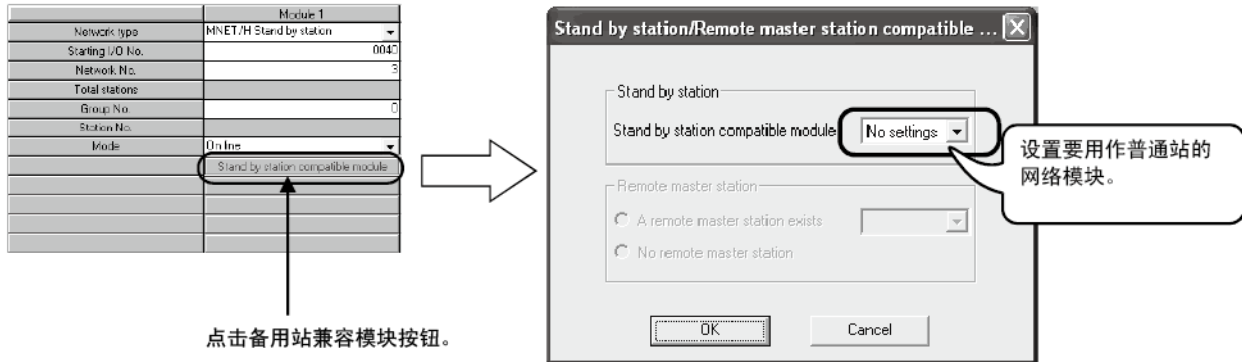 Module 1
Network type MNET/H Stand by station
Starting I/O No. 0040
Network No. 3
Total stations
Group No. 0
Station No.
Mode On line
Stand by station compatible module
点击备用站兼容模块按钮。
Stand by station/Remote master station compatible ...
Stand by station
Stand by station compatible module No settings
设置要用作普通站的
网络模块。
Remote master station
A remote master station exists
No remote master station
OK Cancel